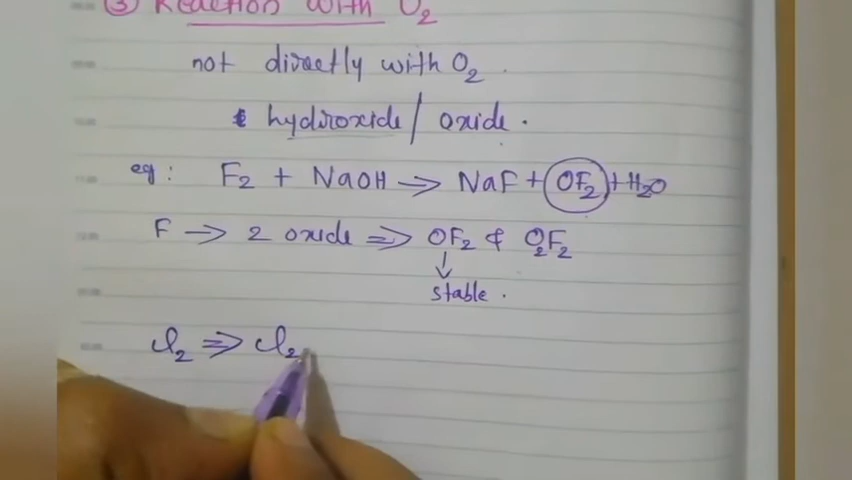 ③ Reaction with O₂
not directly with O₂.
hydroxide / oxide.
eg : F₂ + NaOH → NaF + OF₂ + H₂O
F → 2 oxide ⇒ OF₂ & O₂F₂
↓
stable.
Cl₂ ⇒ Cl₂